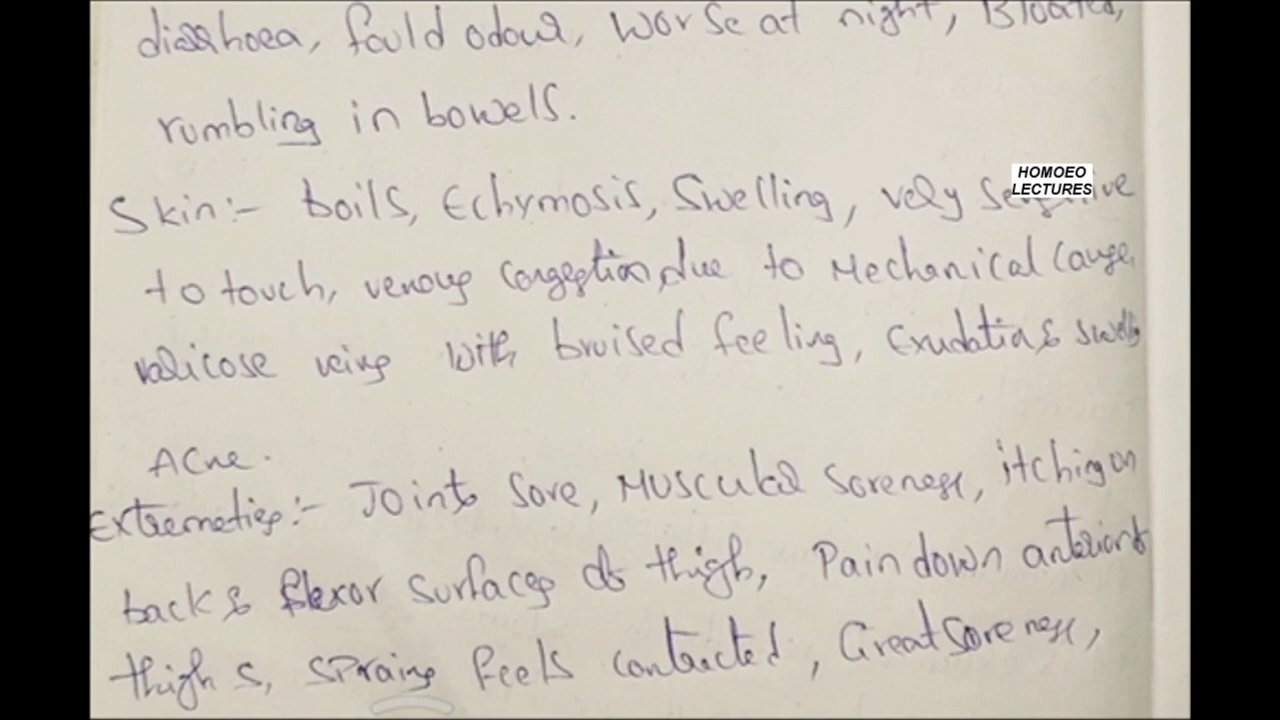 diarrhoea, fould odour, worse at night, Bloated,
rumbling in bowels.
HOMOEO
LECTURES
Skin:- boils, Echymosis, Swelling, very
to touch, venous congestion, due to Mechanical cause,
varicose veins with bruised feeling, Exudation &
Acne.
Extremeties:- Joints Sore, Muscular soreness, itching on
back & flexor surfaces of thigh, Pain down anterior
thighs, sprains feels contracted, Great soreness,